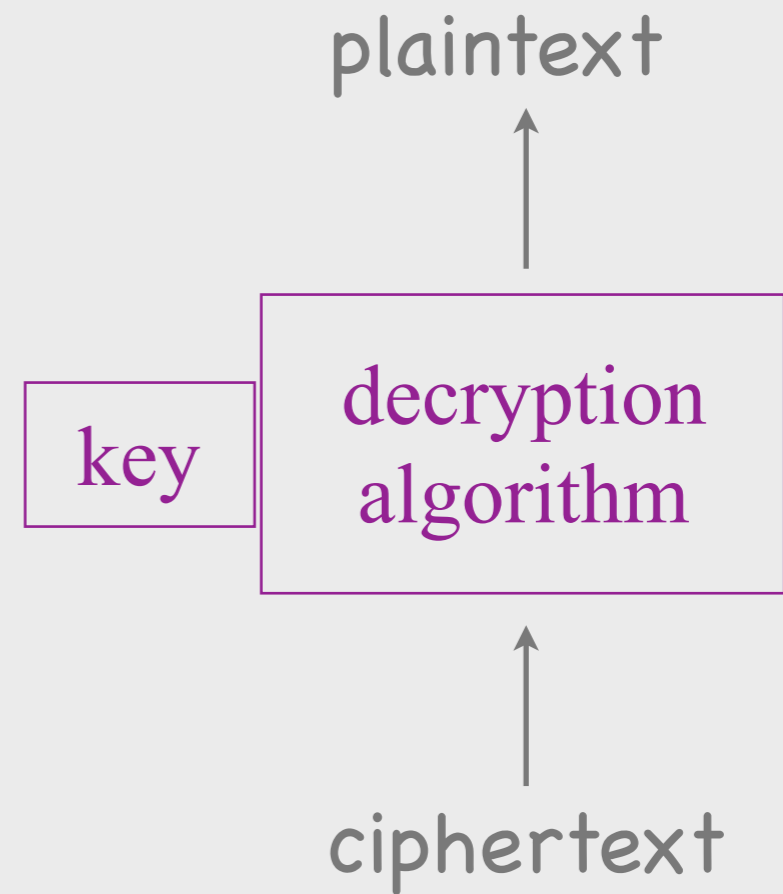 plaintext
key
decryption
algorithm
ciphertext